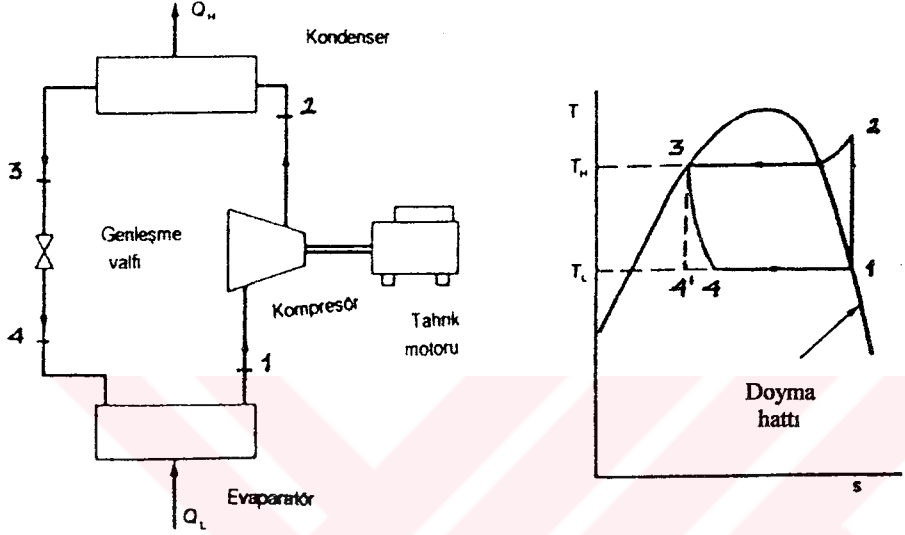 Q_H
Kondenser
2
3
Genleşme
valfi
4
Kompresör
Tahrik
motoru
1
Evaparatör
Q_L
T
2
3
T_H
T_L
4' 4
1
Doyma
hattı
s